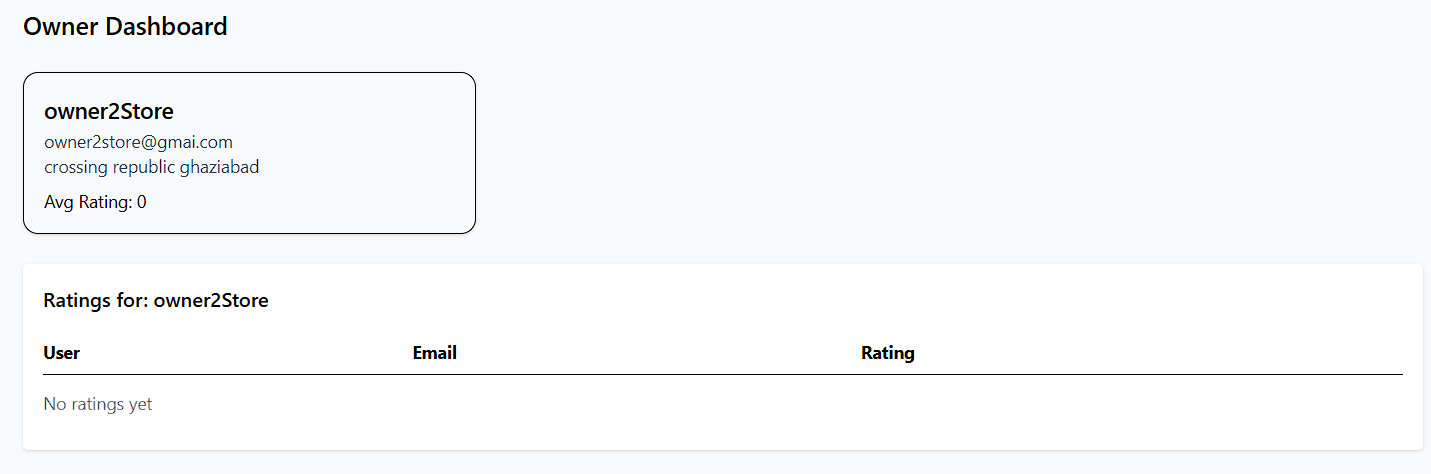 Owner Dashboard
owner2Store
owner2store@gmai.com
crossing republic ghaziabad
Avg Rating: 0
Ratings for: owner2Store
User Email Rating
No ratings yet